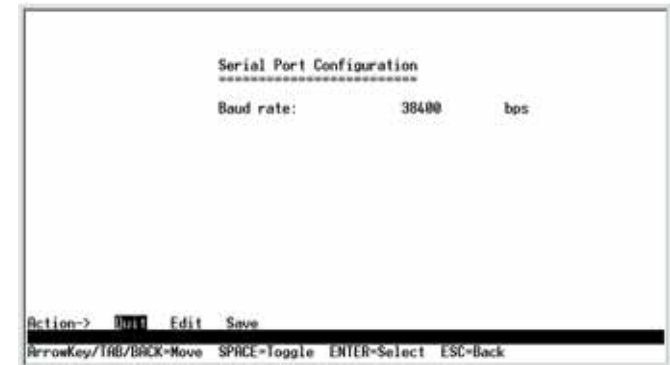 Serial Port Configuration
=========================
Baud rate: 38400 bps
Action-> Quit Edit Save
ArrowKey/TAB/BACK=Move SPACE=Toggle ENTER=Select ESC=Back